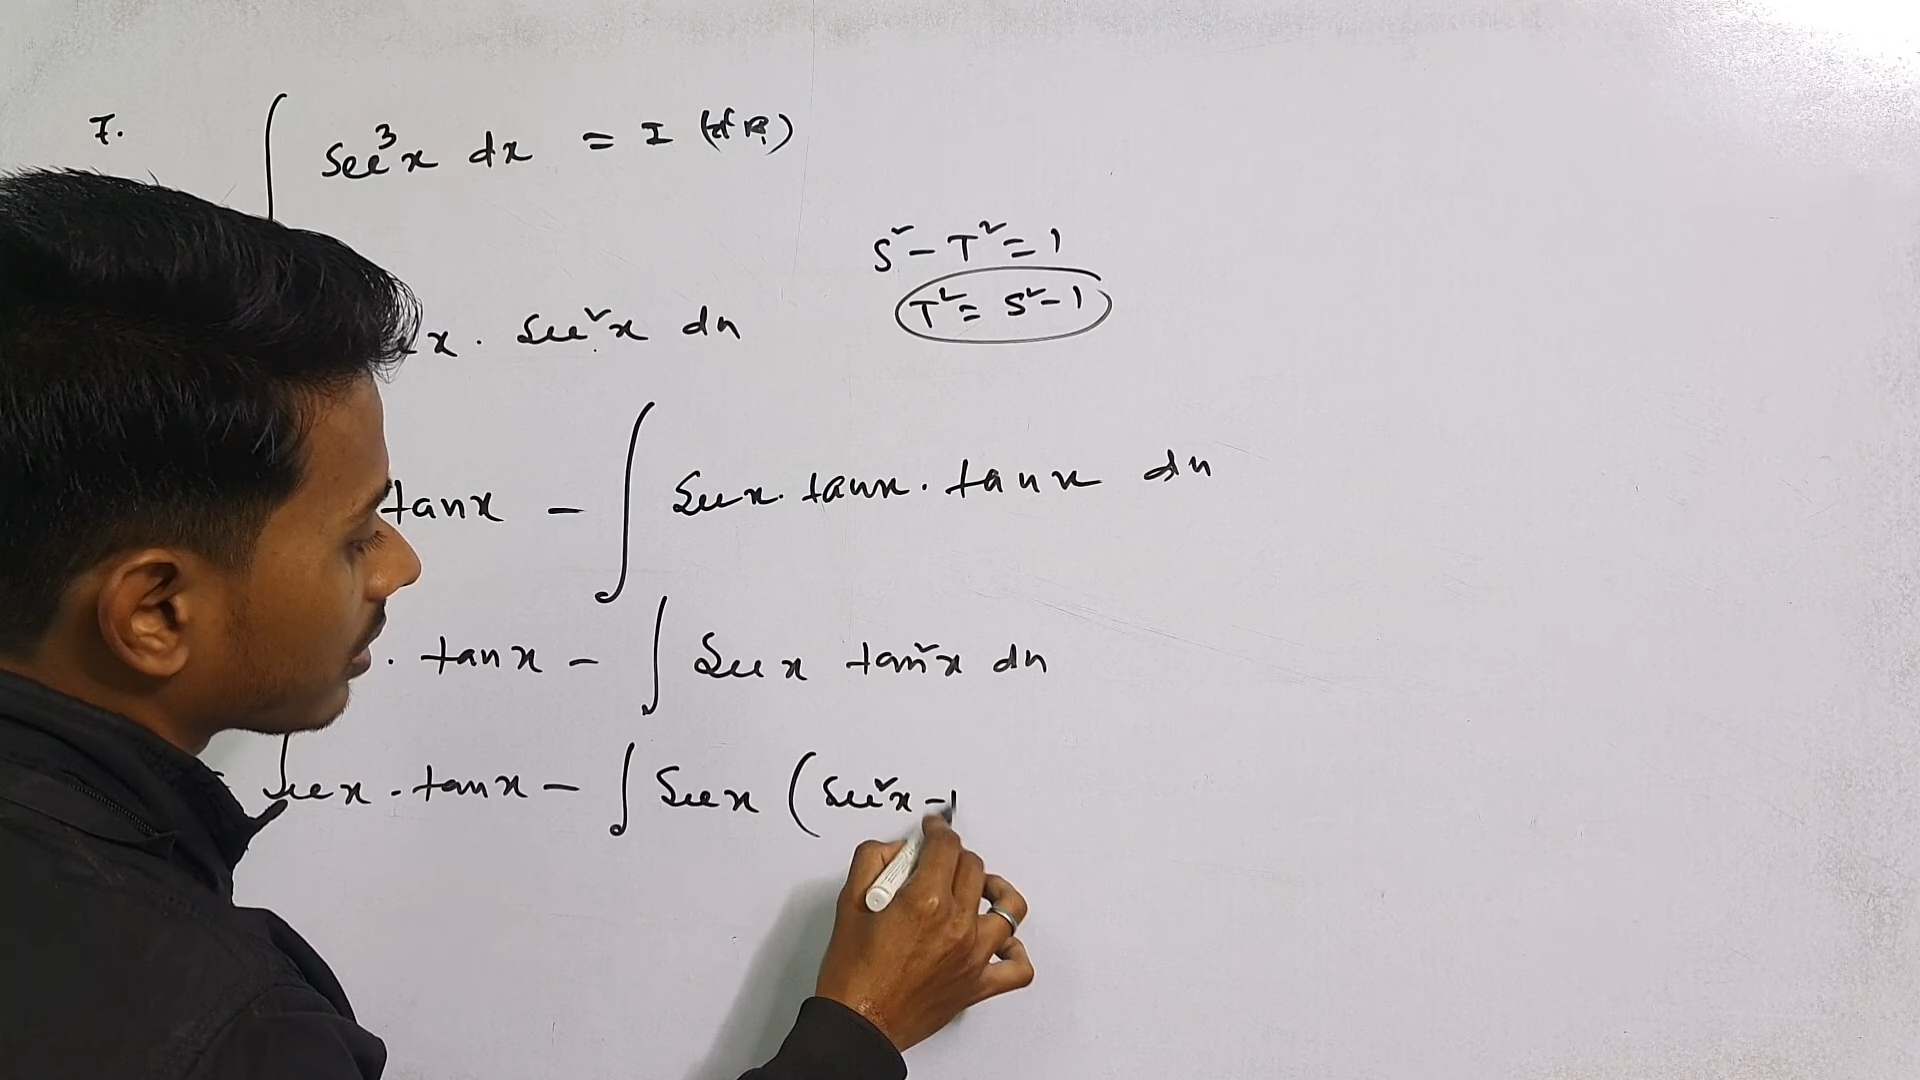 7. ∫ sec³x dx = I
S² - T² = 1
T² = S² - 1
x . sec²x dx
tanx - ∫ secx . tanx . tanx dx
. tanx - ∫ secx tan²x dx
secx . tanx - ∫ secx (sec²x - 1